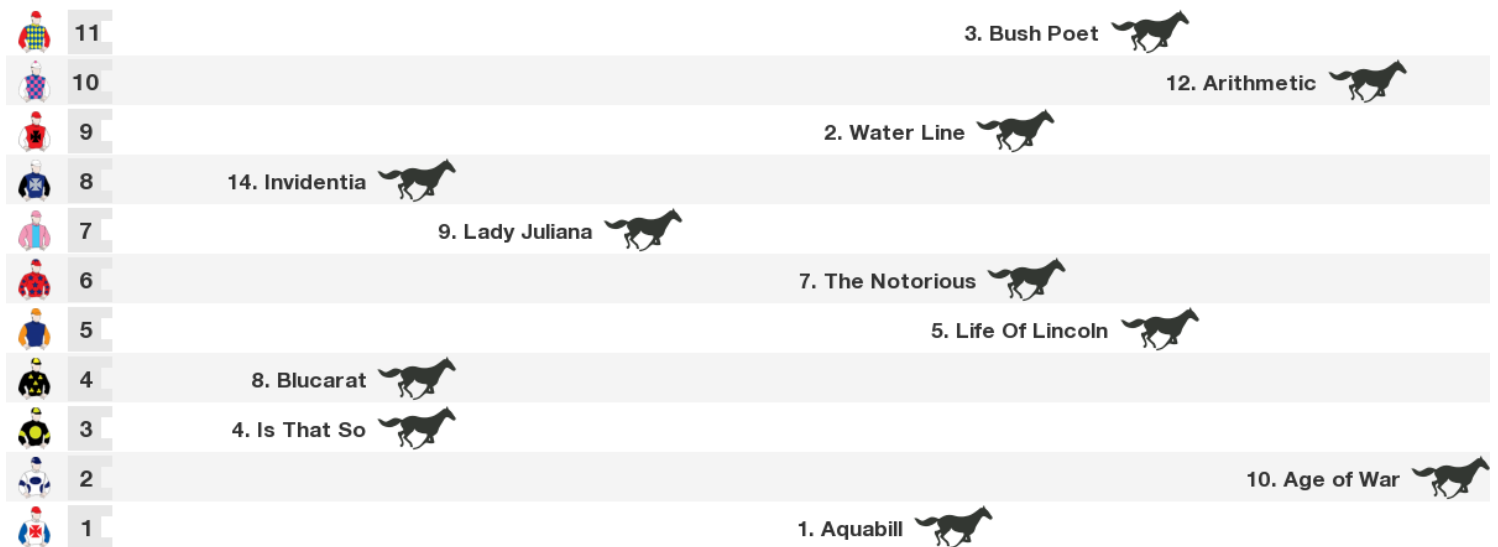 11 3. Bush Poet
10 12. Arithmetic
9 2. Water Line
8 14. Invidentia
7 9. Lady Juliana
6 7. The Notorious
5 5. Life Of Lincoln
4 8. Blucarat
3 4. Is That So
2 10. Age of War
1 1. Aquabill